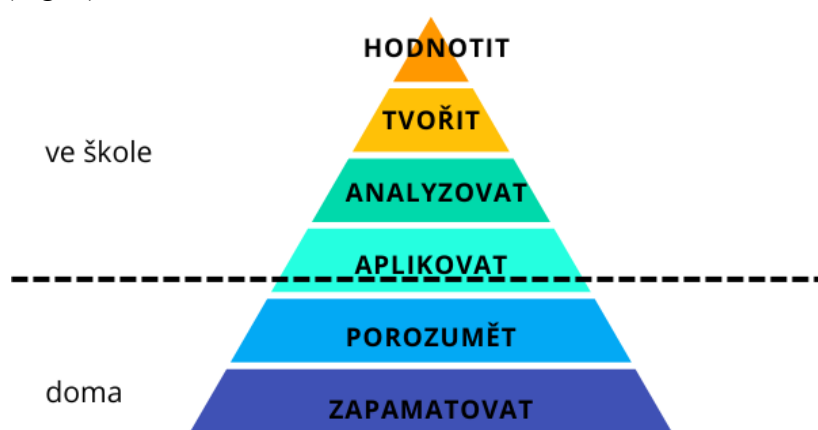 HODNOTIT
TVOŘIT
ve škole
ANALYZOVAT
APLIKOVAT
POROZUMĚT
doma
ZAPAMATOVAT